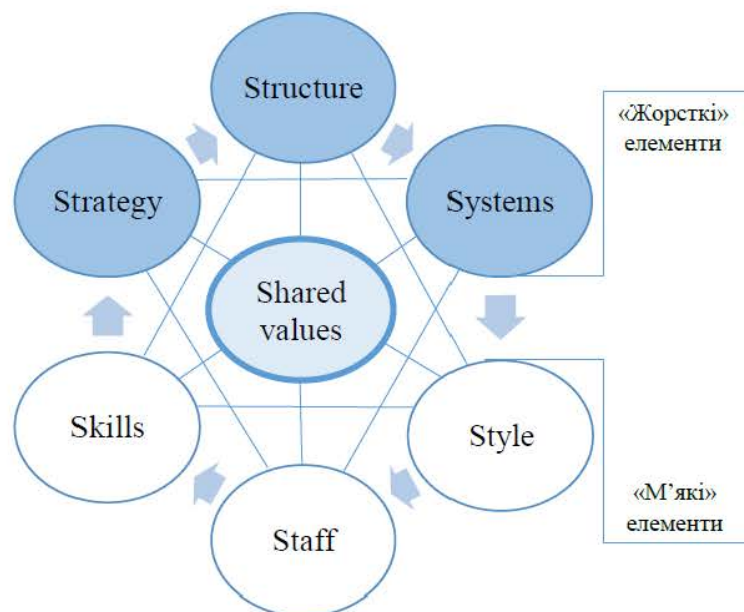 Structure
«Жорсткі»
елементи
Strategy
Systems
Shared
values
Skills
Style
«М’які»
елементи
Staff